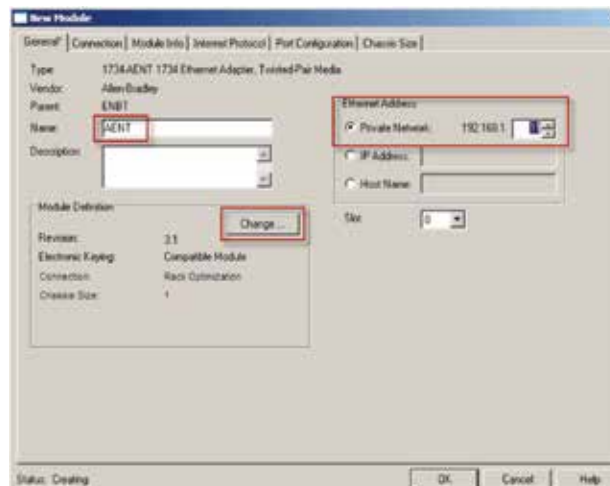 New Module
General* | Connection | Module Info | Internet Protocol | Port Configuration | Chassis Size
Type: 1734-AENT 1734 Ethernet Adapter, Twisted-Pair Media
Vendor: Allen-Bradley
Parent: ENBT
Name: AENT
Description:
Ethernet Address
Private Network: 192.168.1.
IP Address:
Host Name:
Slot: 0
Module Definition
Change ...
Revision: 3.1
Electronic Keying: Compatible Module
Connection: Rack Optimization
Chassis Size: 1
Status: Creating
OK
Cancel
Help